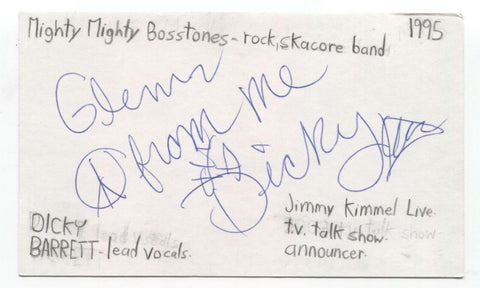 Mighty Mighty Bosstones - rock, skacore band
1995
Glenn
from me
Dicky
DICKY
BARRETT - lead vocals.
Jimmy Kimmel Live.
t.v. talk show.
announcer.